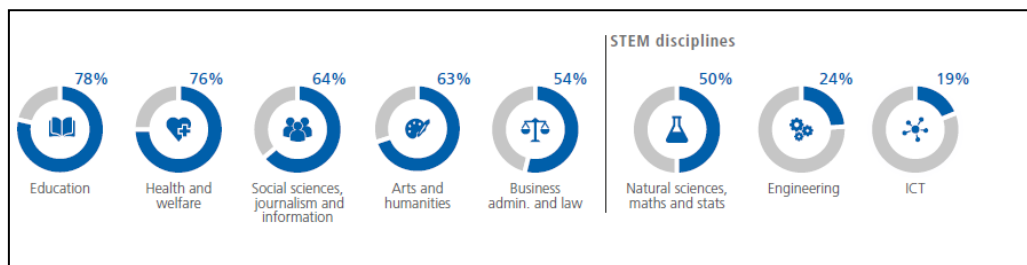 STEM disciplines
78%
76%
64%
63%
54%
50%
24%
19%
Education
Health and
welfare
Social sciences,
journalism and
information
Arts and
humanities
Business
admin. and law
Natural sciences,
maths and stats
Engineering
ICT